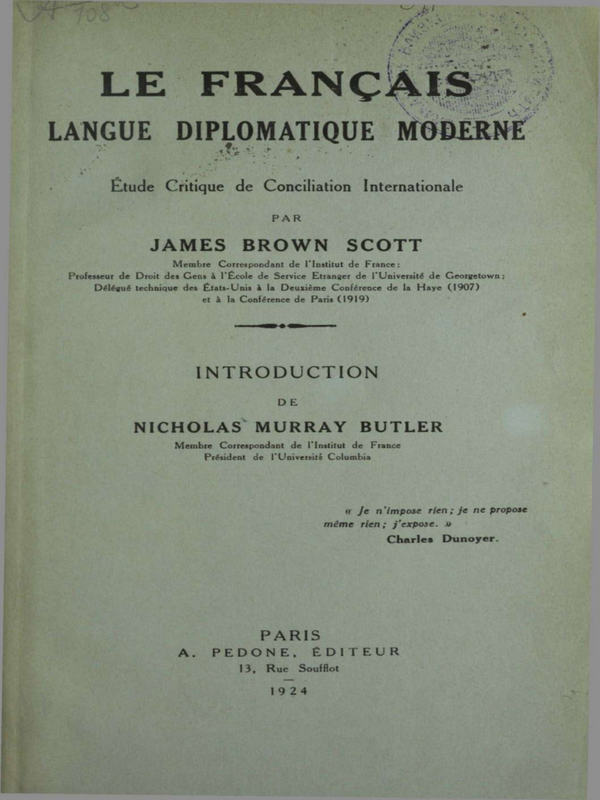 LE FRANÇAIS
LANGUE DIPLOMATIQUE MODERNE
Étude Critique de Conciliation Internationale
PAR
JAMES BROWN SCOTT
Membre Correspondant de l'Institut de France;
Professeur de Droit des Gens à l'École de Service Etranger de l'Université de Georgetown;
Délégué technique des États-Unis à la Deuxième Conférence de la Haye (1907)
et à la Conférence de Paris (1919)
INTRODUCTION
DE
NICHOLAS MURRAY BUTLER
Membre Correspondant de l'Institut de France
Président de l'Université Columbia
« Je n'impose rien; je ne propose
même rien; j'expose. »
Charles Dunoyer.
PARIS
A. PEDONE, ÉDITEUR
13, Rue Soufflot
1924